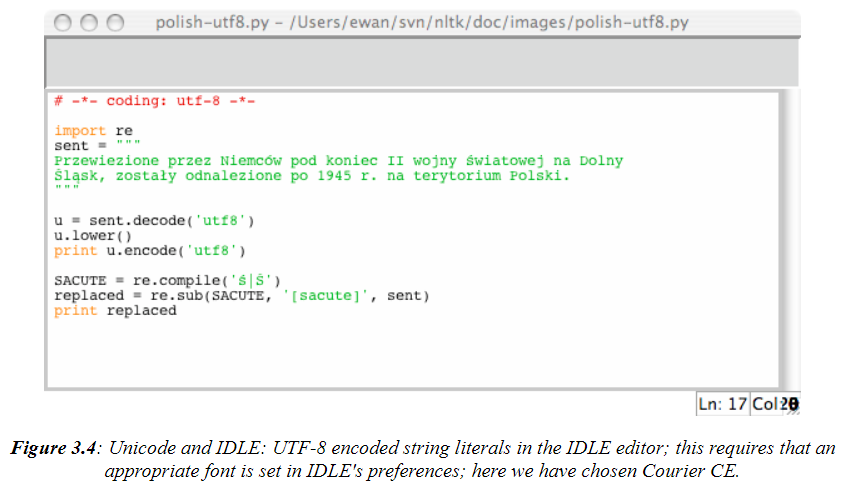 polish-utf8.py – /Users/ewan/svn/nltk/doc/images/polish-utf8.py
# -*- coding: utf-8 -*-
import re
sent = """
Przewiezione przez Niemców pod koniec II wojny światowej na Dolny
Śląsk, zostały odnalezione po 1945 r. na terytorium Polski.
"""
u = sent.decode('utf8')
u.lower()
print u.encode('utf8')
SACUTE = re.compile('ś|Ś')
replaced = re.sub(SACUTE, '[sacute]', sent)
print replaced
Ln: 17 Col:
Figure 3.4: Unicode and IDLE: UTF-8 encoded string literals in the IDLE editor; this requires that an
appropriate font is set in IDLE's preferences; here we have chosen Courier CE.